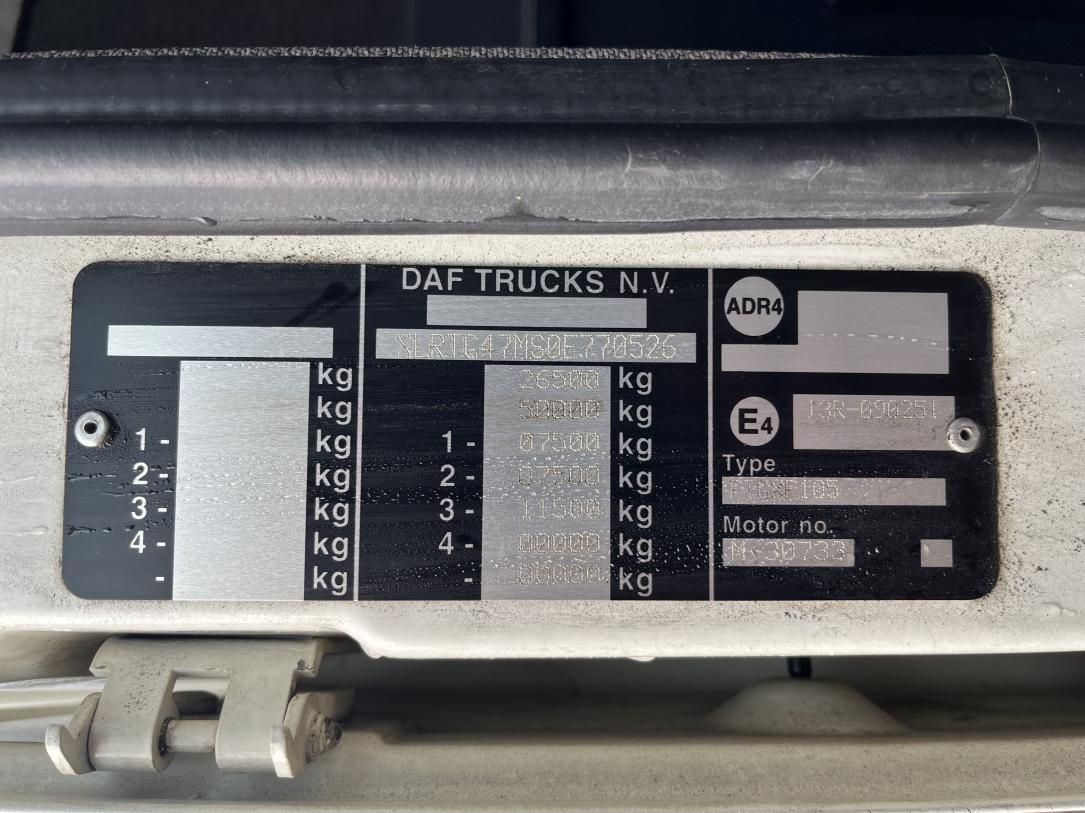 DAF TRUCKS N.V.
XLRTG47MS0E770526
kg
kg
1 - kg
2 - kg
3 - kg
4 - kg
- kg
26500 kg
50000 kg
1 - 07500 kg
2 - 07500 kg
3 - 11500 kg
4 - 00000 kg
- 00000 kg
ADR4
E4 13R-090251
Type
FTGXF105
Motor no.
M-30733